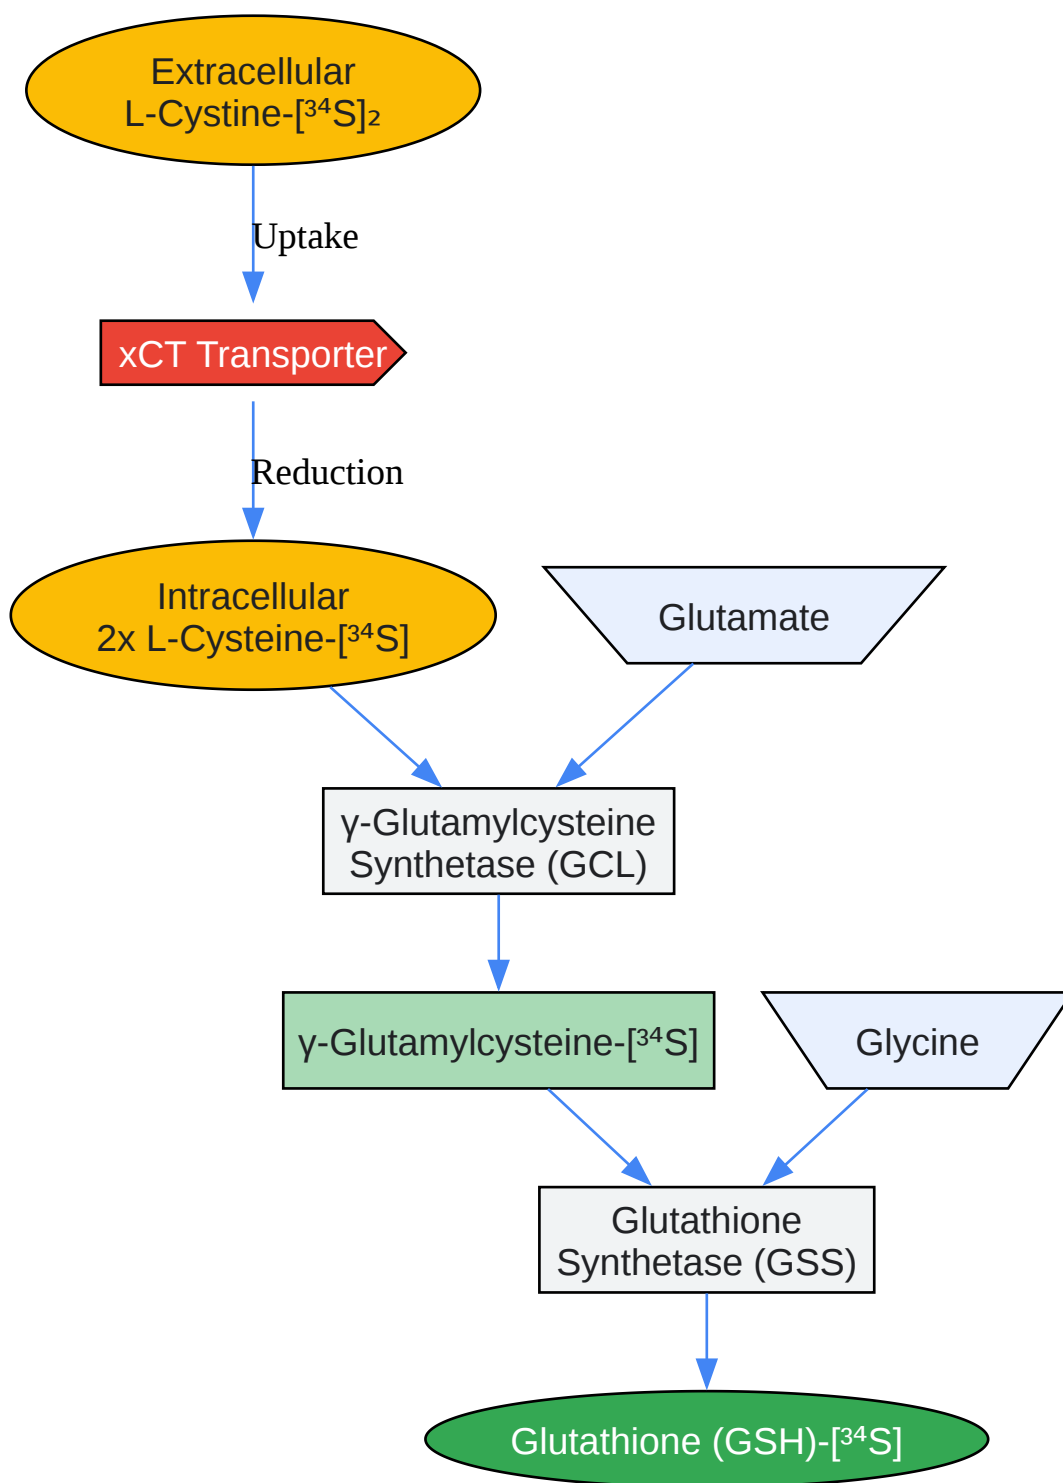 Extracellular
L-Cystine-[³⁴S]₂
Uptake
xCT Transporter
Reduction
Intracellular
2x L-Cysteine-[³⁴S]
Glutamate
γ-Glutamylcysteine
Synthetase (GCL)
γ-Glutamylcysteine-[³⁴S]
Glycine
Glutathione
Synthetase (GSS)
Glutathione (GSH)-[³⁴S]